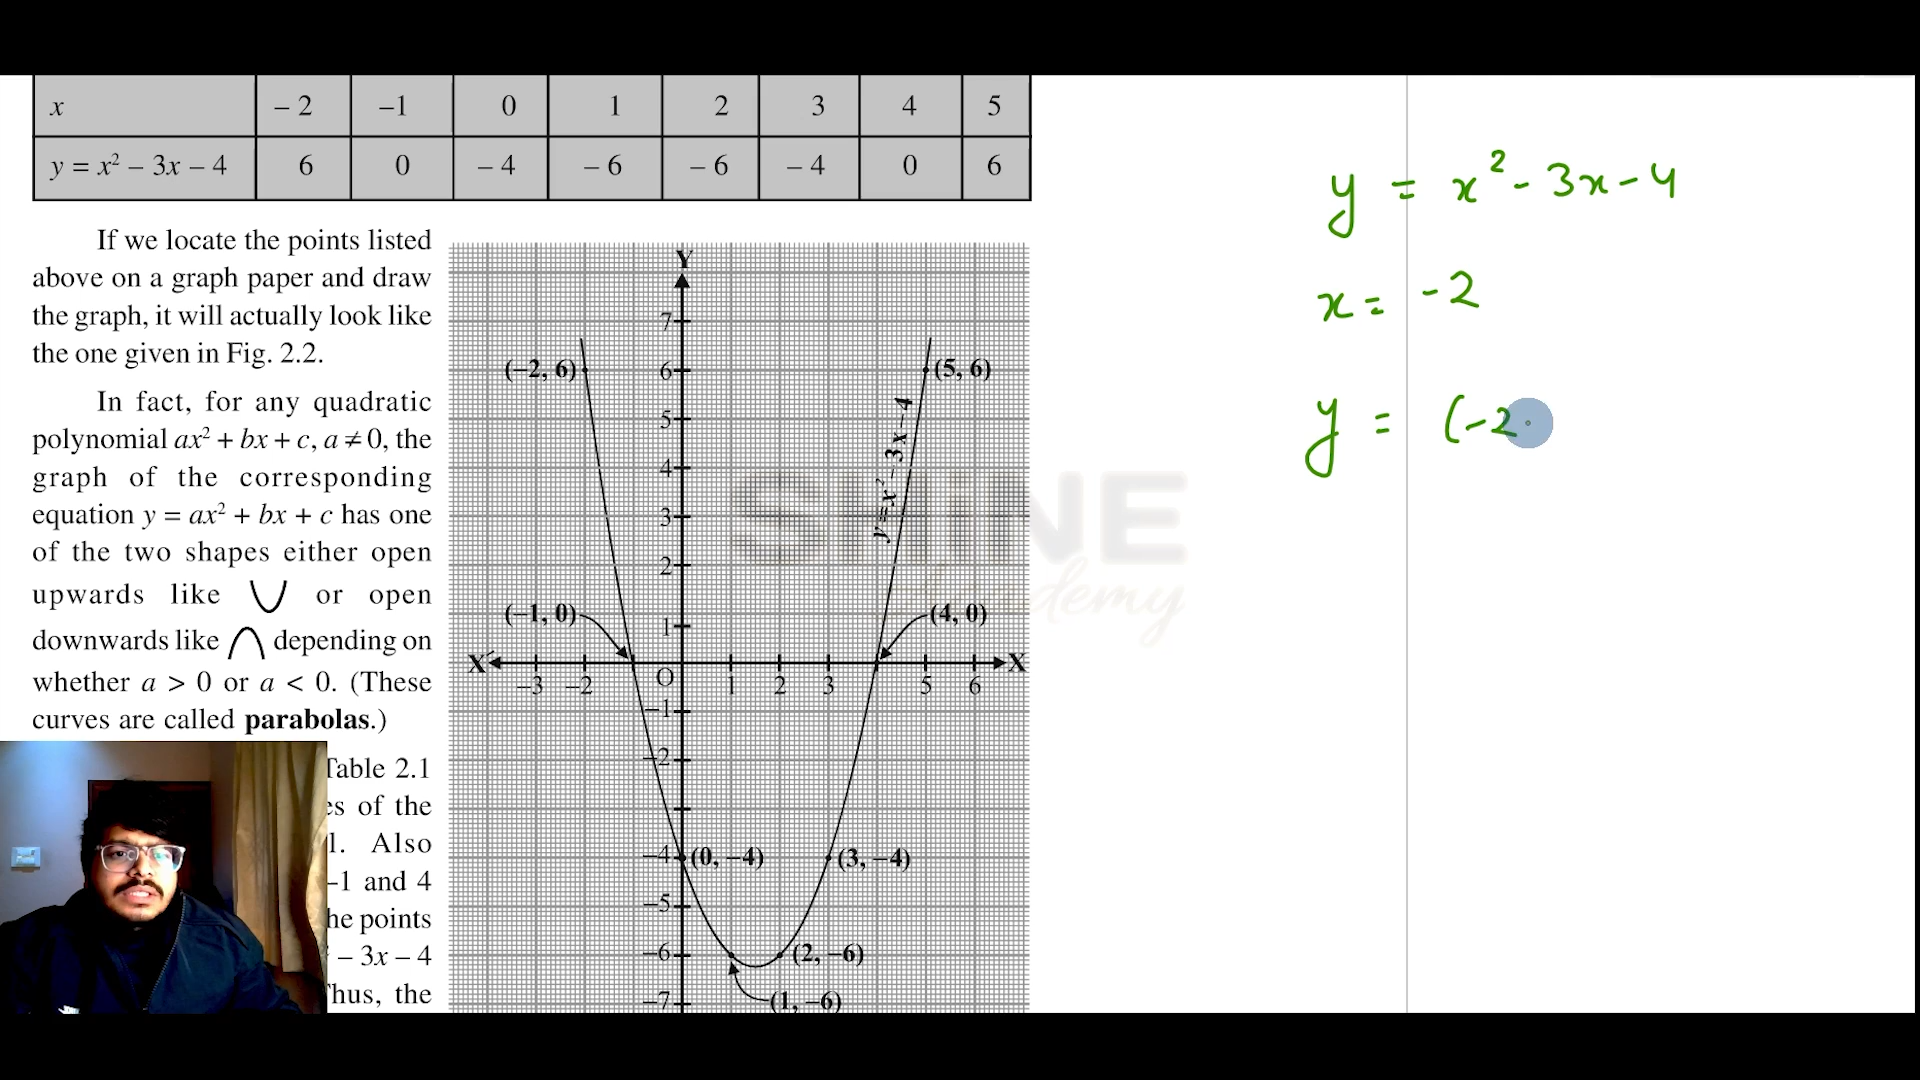 x – 2 –1 0 1 2 3 4 5
y = x² – 3x – 4 6 0 – 4 – 6 – 6 – 4 0 6
If we locate the points listed
above on a graph paper and draw
the graph, it will actually look like
the one given in Fig. 2.2.
In fact, for any quadratic
polynomial ax² + bx + c, a ≠ 0, the
graph of the corresponding
equation y = ax² + bx + c has one
of the two shapes either open
upwards like or open
downwards like depending on
whether a > 0 or a < 0. (These
curves are called parabolas.)
Table 2.1
es of the
1. Also
–1 and 4
he points
– 3x – 4
Thus, the
Y
7
(–2, 6) 6 (5, 6)
5
4
y = x² – 3x – 4
3
2
(–1, 0) 1 (4, 0)
X′ X
–3 –2 O 1 2 3 5 6
–1
–2
–4 (0, –4) (3, –4)
–5
–6 (2, –6)
–7 (1, –6)
SHiNE
Academy
y = x² - 3x - 4
x = -2
y = (-2